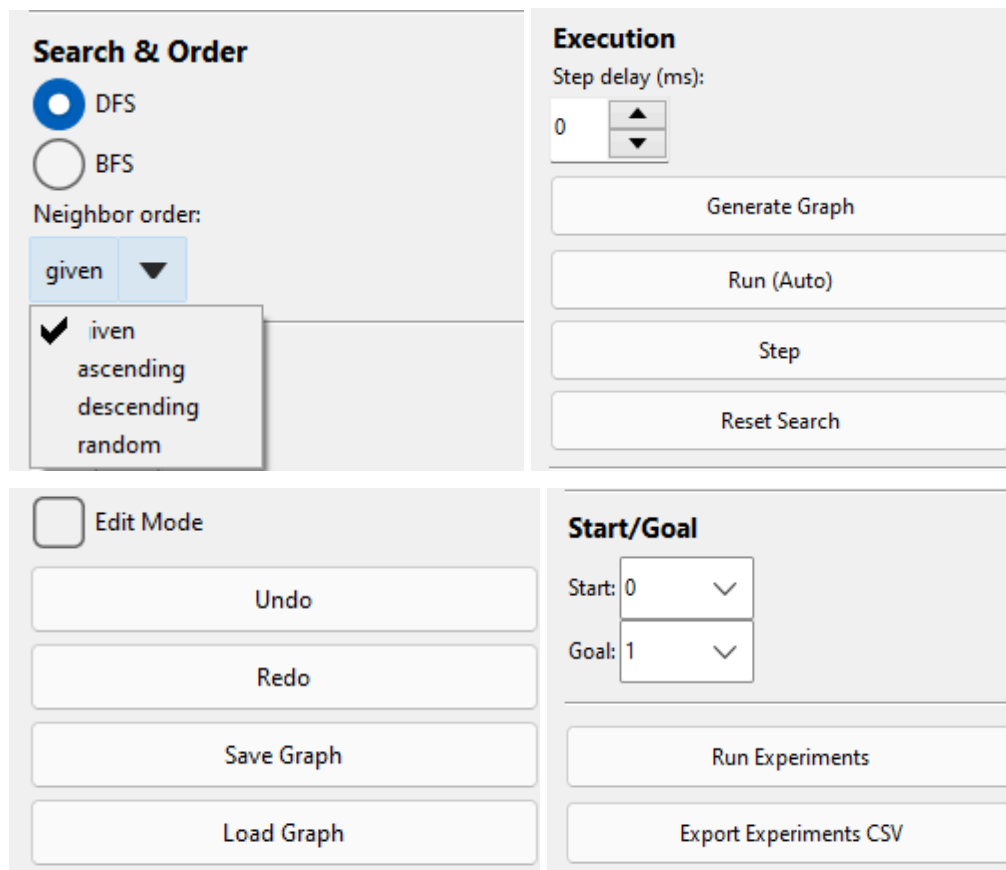 Search & Order
DFS
BFS
Neighbor order:
given
iven
ascending
descending
random
Execution
Step delay (ms):
0
Generate Graph
Run (Auto)
Step
Reset Search
Edit Mode
Undo
Redo
Save Graph
Load Graph
Start/Goal
Start: 0
Goal: 1
Run Experiments
Export Experiments CSV